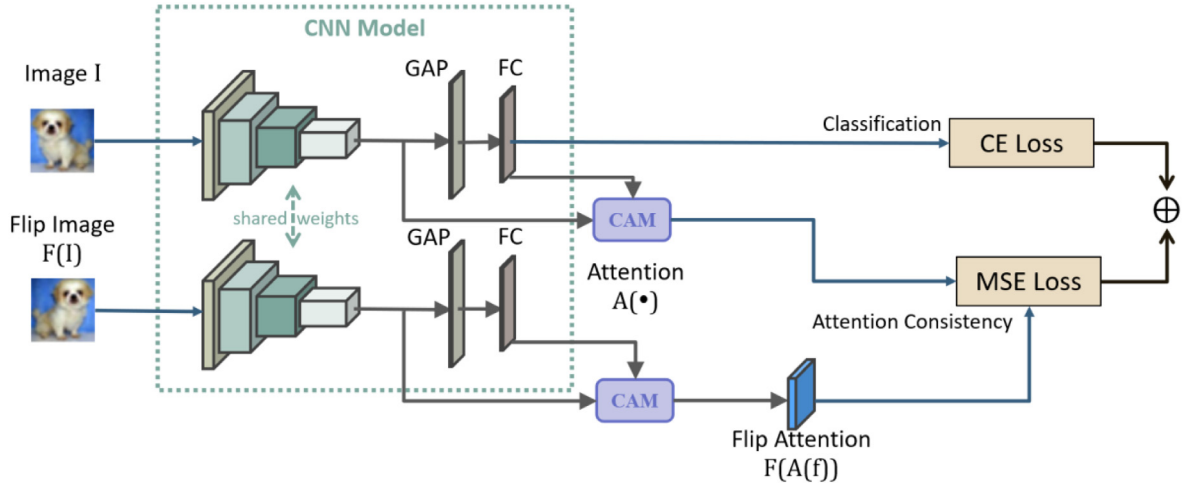 CNN Model
Image I
GAP
FC
Classification
CE Loss
shared weights
CAM
Flip Image
F(I)
GAP
FC
Attention
A(•)
MSE Loss
Attention Consistency
CAM
Flip Attention
F(A(f))